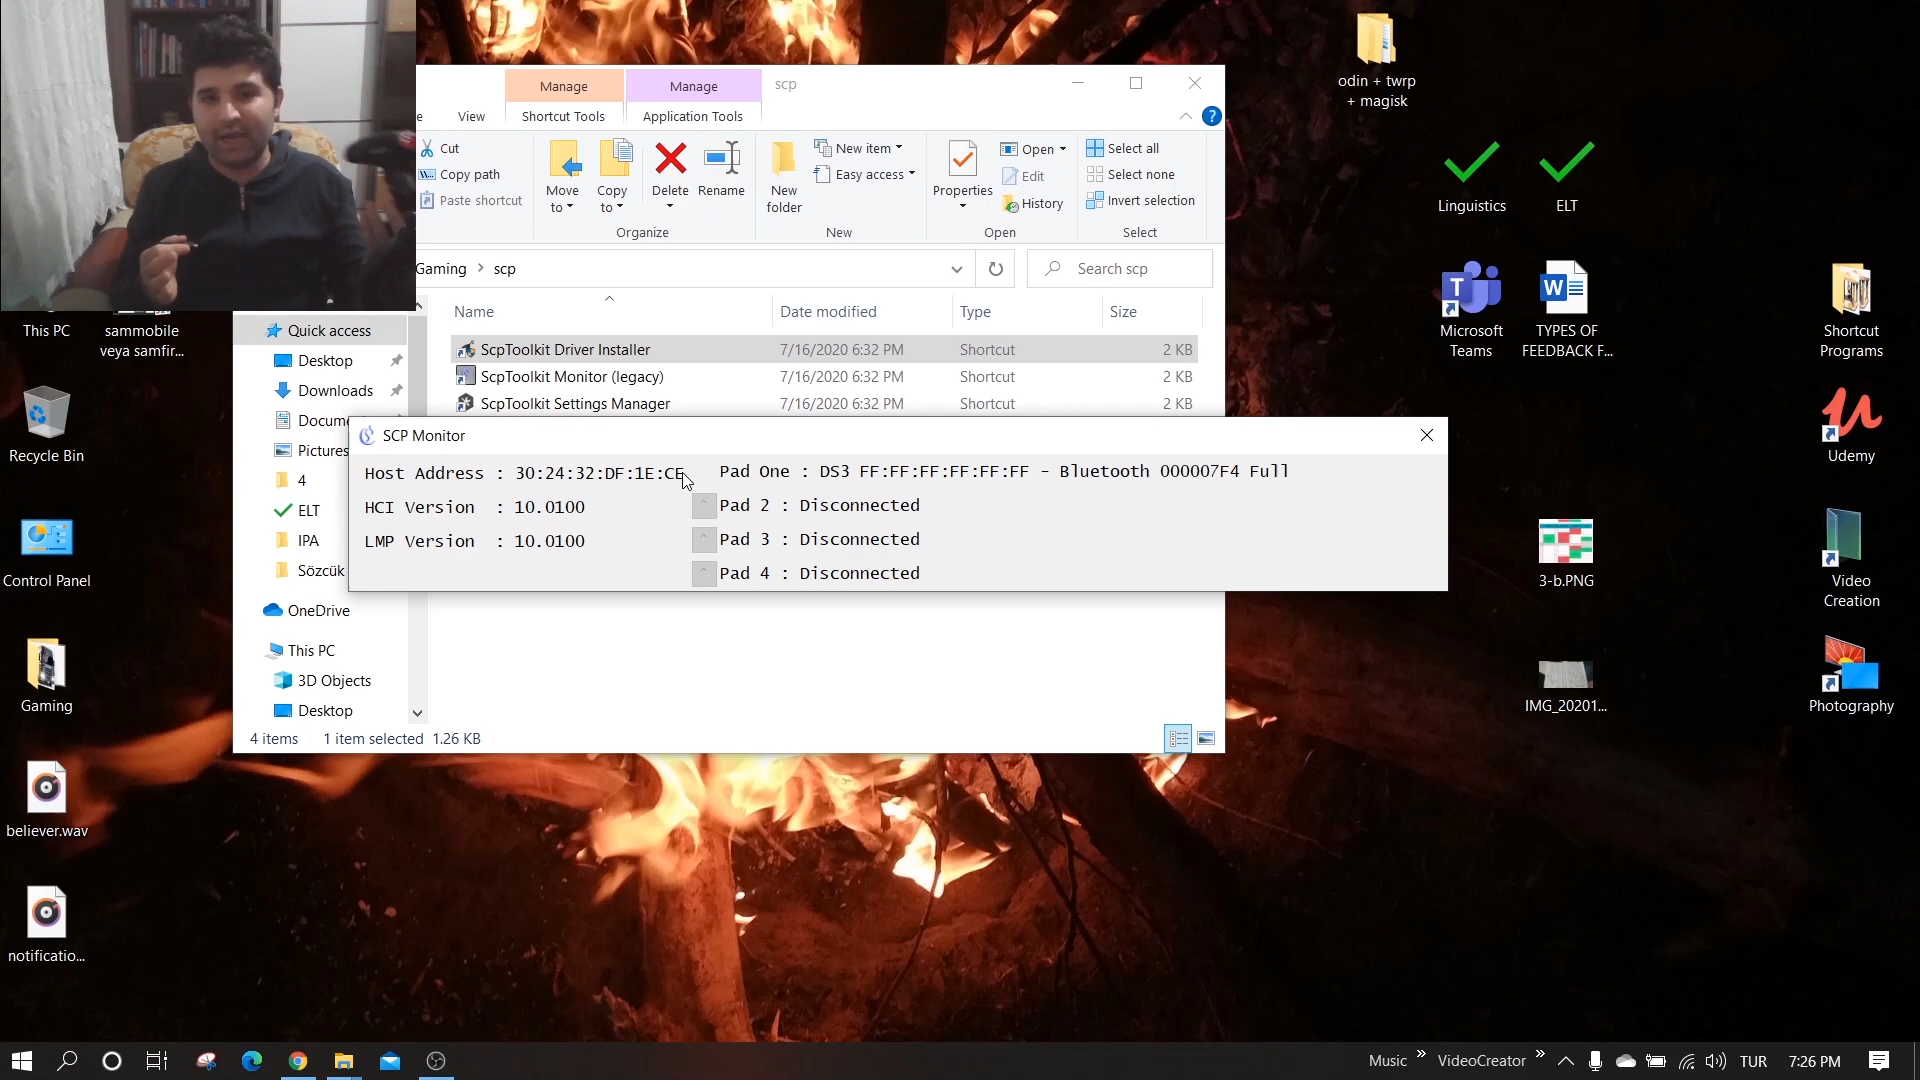 Manage
Manage
scp
e
View
Shortcut Tools
Application Tools
Cut
Copy path
Paste shortcut
Move to
Copy to
Delete
Rename
Organize
New folder
New item
Easy access
New
Properties
Open
Edit
History
Open
Select all
Select none
Invert selection
Select
Gaming > scp
Search scp
Name
Date modified
Type
Size
ScpToolkit Driver Installer 7/16/2020 6:32 PM Shortcut 2 KB
ScpToolkit Monitor (legacy) 7/16/2020 6:32 PM Shortcut 2 KB
ScpToolkit Settings Manager 7/16/2020 6:32 PM Shortcut 2 KB
Quick access
Desktop
Downloads
Docume
Pictures
4
ELT
IPA
Sözcük
OneDrive
This PC
3D Objects
Desktop
4 items
1 item selected 1.26 KB
SCP Monitor
Host Address : 30:24:32:DF:1E:CE
HCI Version : 10.0100
LMP Version : 10.0100
Pad One : DS3 FF:FF:FF:FF:FF:FF - Bluetooth 000007F4 Full
Pad 2 : Disconnected
Pad 3 : Disconnected
Pad 4 : Disconnected
This PC
sammobile
veya samfir...
Recycle Bin
Control Panel
Gaming
believer.wav
notificatio...
odin + twrp
+ magisk
Linguistics
ELT
Microsoft
Teams
TYPES OF
FEEDBACK F...
Shortcut
Programs
Udemy
3-b.PNG
Video
Creation
IMG_20201...
Photography
Music
VideoCreator
TUR
7:26 PM